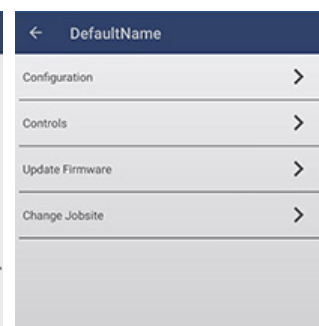 DefaultName
Configuration
Controls
Update Firmware
Change Jobsite